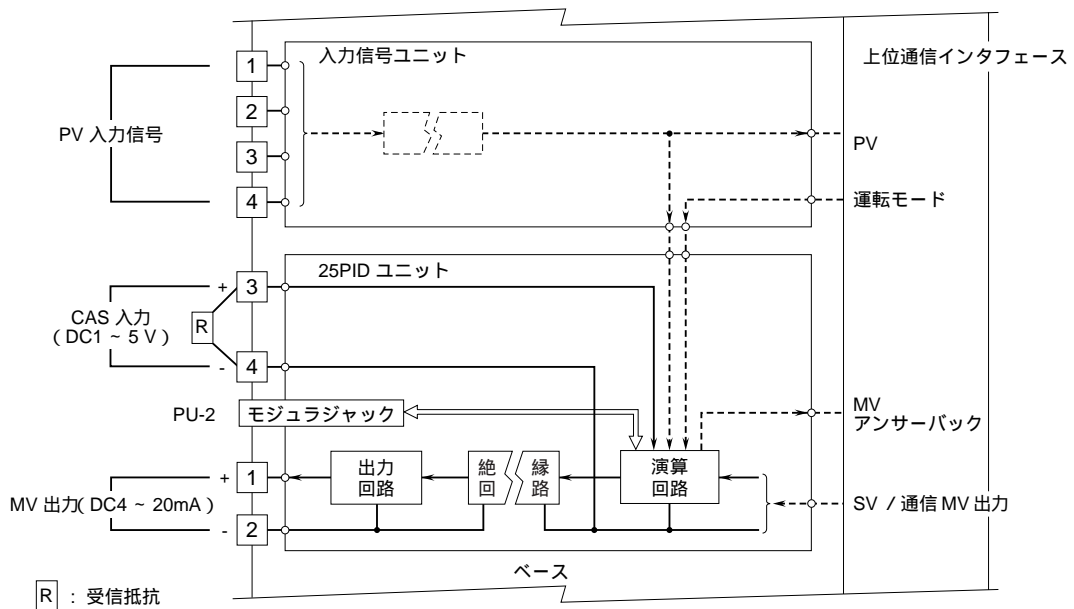 入力信号ユニット
上位通信インタフェース
1
2
3
4
PV 入力信号
PV
運転モード
25PID ユニット
+
3
CAS 入力
( DC1 ~ 5 V )
R
-
4
PU-2
モジュラジャック
MV
アンサーバック
+
1
出力
回路
絶 縁
回 路
演算
回路
MV 出力( DC4 ~ 20mA )
SV / 通信 MV 出力
-
2
ベース
R : 受信抵抗